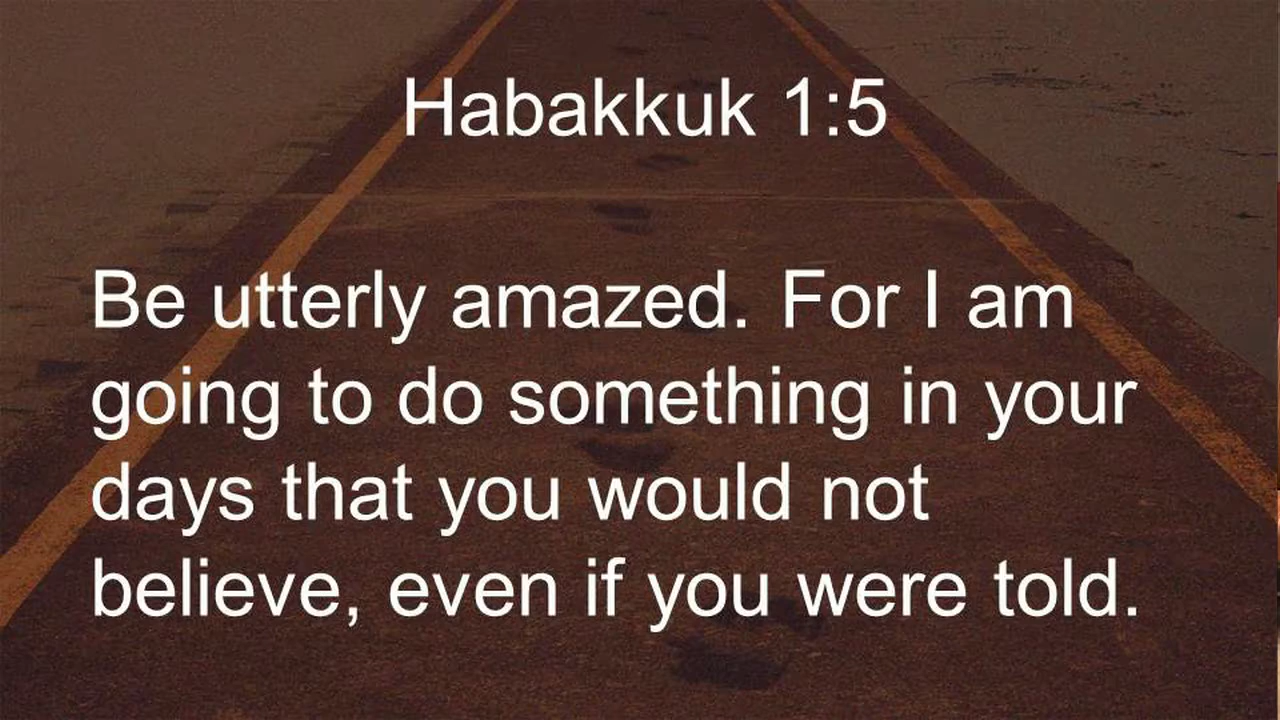 Habakkuk 1:5
Be utterly amazed. For I am
going to do something in your
days that you would not
believe, even if you were told.